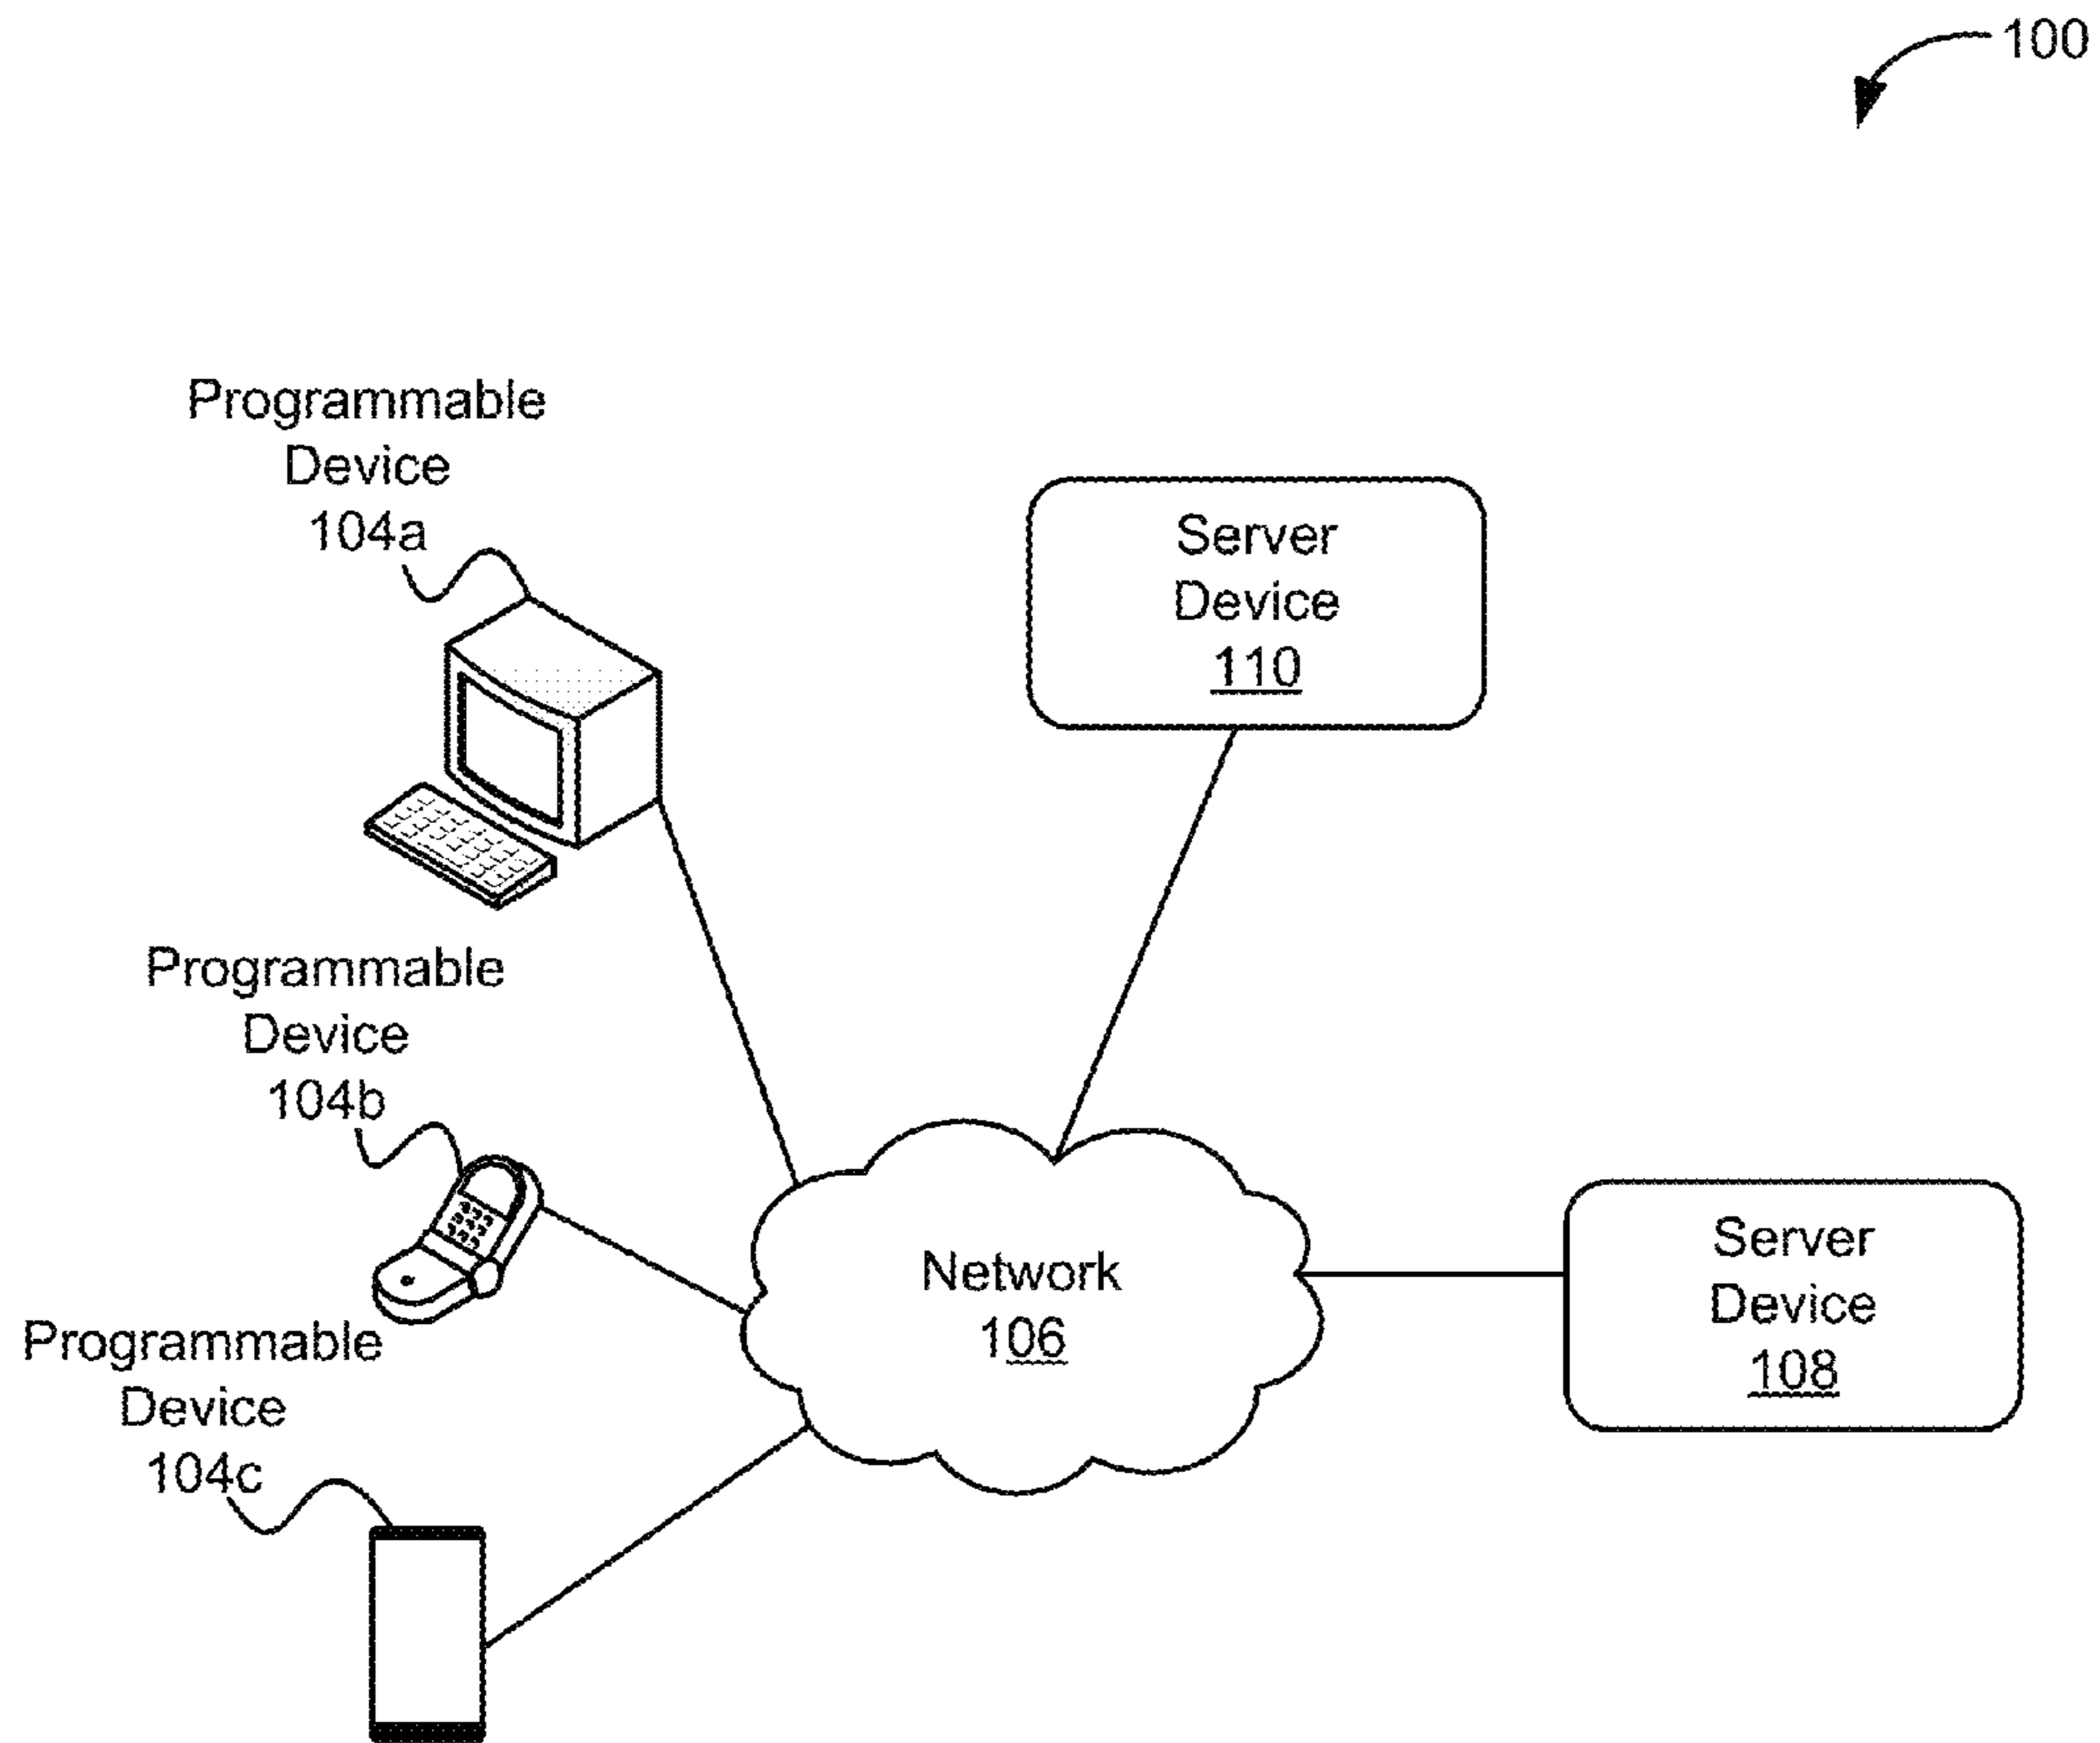 100
Programmable
Device
104a
Server
Device
110
Programmable
Device
104b
Network
106
Server
Device
108
Programmable
Device
104c